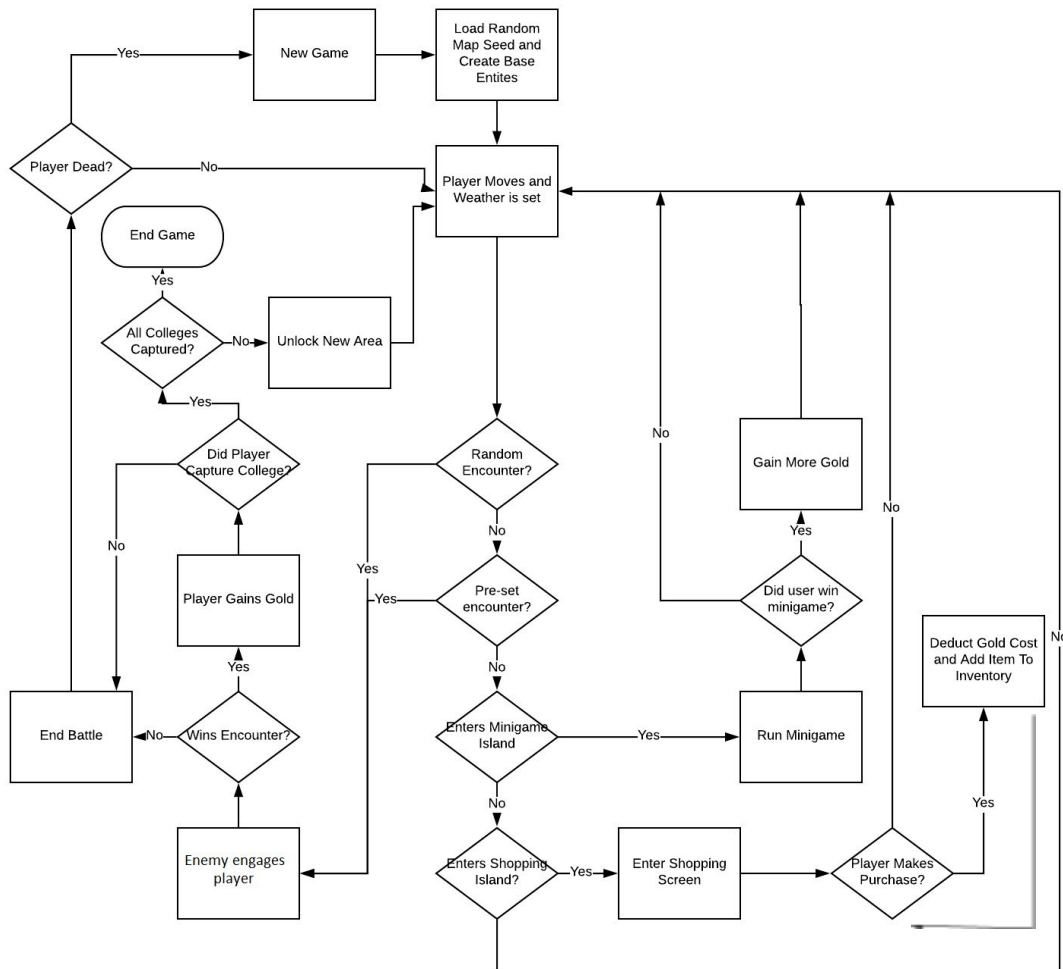 Yes
New Game
Load Random
Map Seed and
Create Base
Entites
Player Dead?
No
Player Moves and
Weather is set
End Game
Yes
All Colleges
Captured?
No
Unlock New Area
Yes
Did Player
Capture College?
No
Player Gains Gold
Yes
End Battle
No
Wins Encounter?
Enemy engages
player
Random
Encounter?
Yes
No
Pre-set
encounter?
Yes
No
Enters Minigame
Island
Yes
Run Minigame
Did user win
minigame?
No
Yes
Gain More Gold
No
Enters Shopping
Island?
Yes
Enter Shopping
Screen
Player Makes
Purchase?
No
Yes
Deduct Gold Cost
and Add Item To
Inventory
No